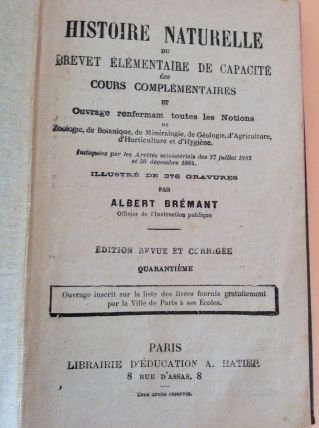 HISTOIRE NATURELLE
DU
BREVET ÉLÉMENTAIRE DE CAPACITÉ
des
COURS COMPLÉMENTAIRES
ET
Ouvrage renfermant toutes les Notions
DE
Zoologie, de Botanique, de Minéralogie, de Géologie, d'Agriculture,
d'Horticulture et d'Hygiène.
Indiquées par les Arrêtés ministériels des 27 juillet 1882
et 30 décembre 1884.
ILLUSTRÉ DE 276 GRAVURES
PAR
ALBERT BRÉMANT
Officier de l'Instruction publique
ÉDITION REVUE ET CORRIGÉE
QUARANTIÈME
Ouvrage inscrit sur la liste des livres fournis gratuitement
par la Ville de Paris à ses Écoles.
PARIS
LIBRAIRIE D'ÉDUCATION A. HATIER
8 RUE D'ASSAS, 8
Tous droits réservés.